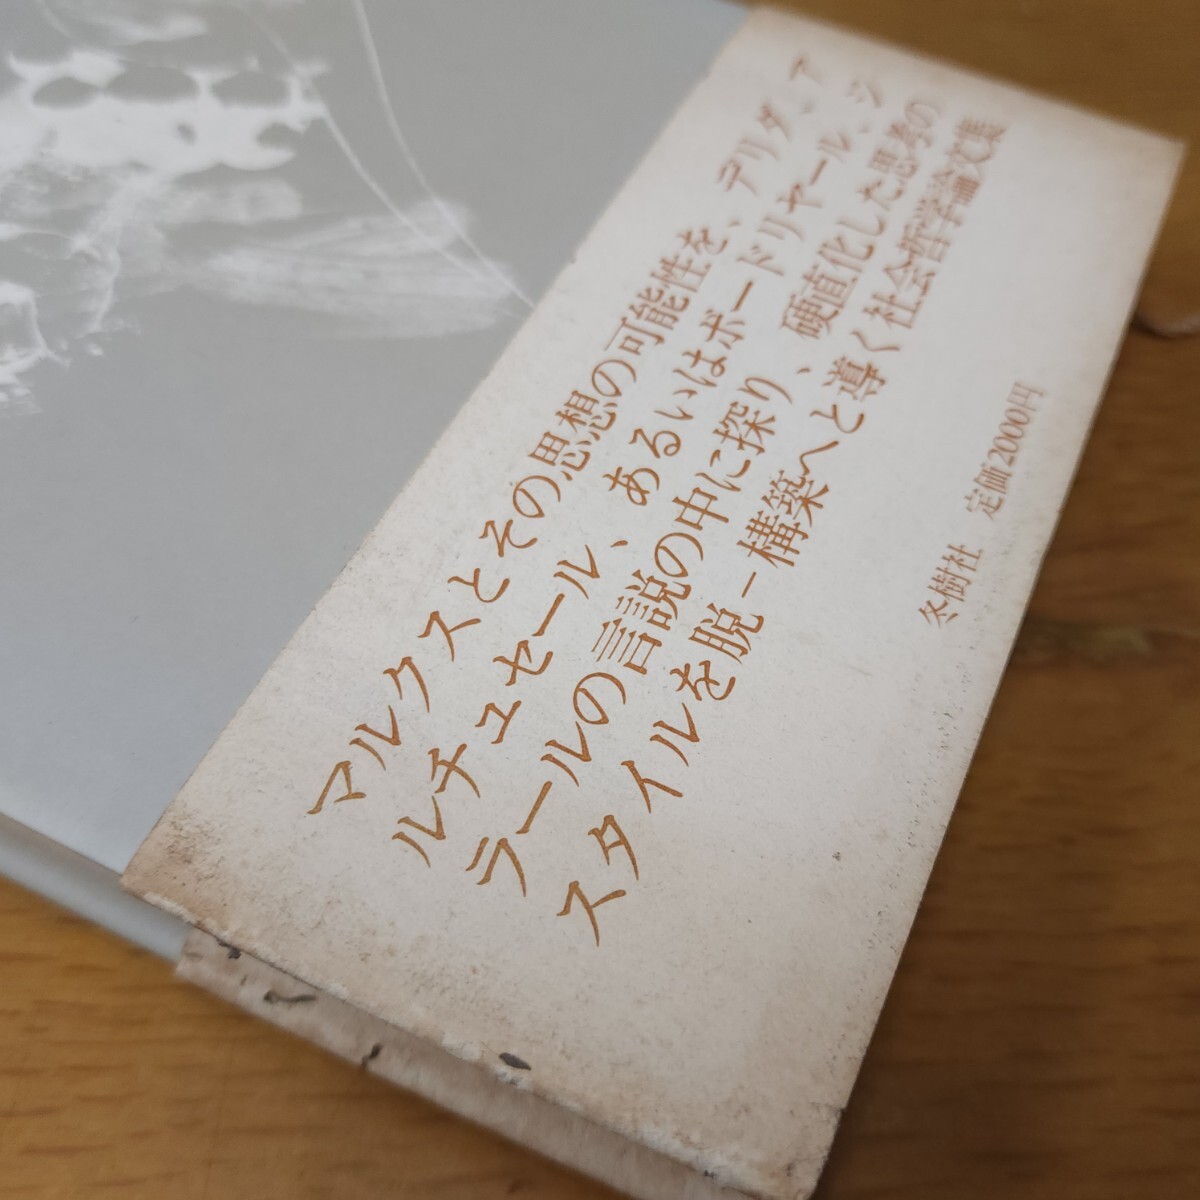 マルクスとその思想の可能性を、デリダ、ア
ルチュセール、あるいはボードリヤール、ジ
ラールの言説の中に探り、硬直化した思考の
スタイルを脱－構築へと導く社会哲学論文集
冬樹社 定価2000円